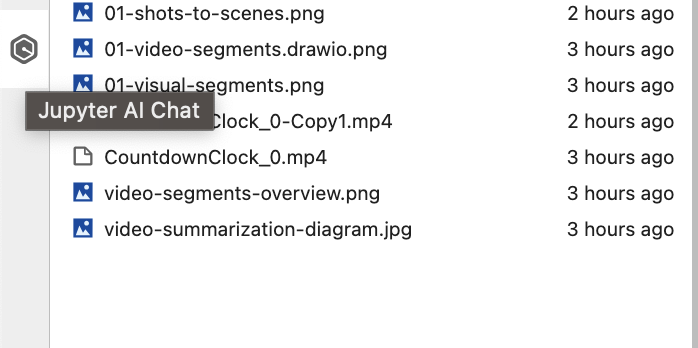 01-shots-to-scenes.png 2 hours ago
01-video-segments.drawio.png 3 hours ago
01-visual-segments.png 3 hours ago
Jupyter AI Chat
Clock_0-Copy1.mp4 2 hours ago
CountdownClock_0.mp4 3 hours ago
video-segments-overview.png 3 hours ago
video-summarization-diagram.jpg 3 hours ago